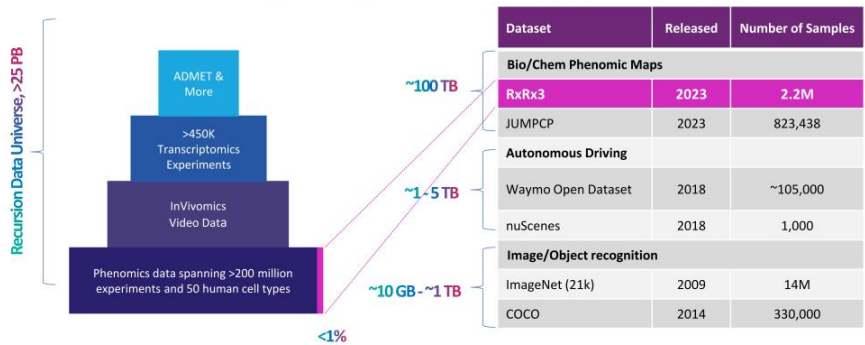 Recursion Data Universe, >25 PB
ADMET &
More
>450K
Transcriptomics
Experiments
InVivomics
Video Data
Phenomics data spanning >200 million
experiments and 50 human cell types
<1%
~100 TB
~1 - 5 TB
~10 GB - ~1 TB
Dataset Released Number of Samples
Bio/Chem Phenomic Maps
RxRx3 2023 2.2M
JUMPCP 2023 823,438
Autonomous Driving
Waymo Open Dataset 2018 ~105,000
nuScenes 2018 1,000
Image/Object recognition
ImageNet (21k) 2009 14M
COCO 2014 330,000